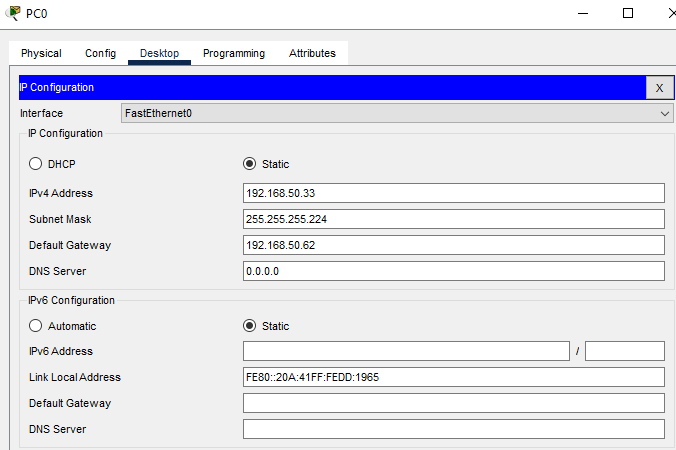 PC0
Physical Config Desktop Programming Attributes
IP Configuration X
Interface FastEthernet0
IP Configuration
DHCP Static
IPv4 Address 192.168.50.33
Subnet Mask 255.255.255.224
Default Gateway 192.168.50.62
DNS Server 0.0.0.0
IPv6 Configuration
Automatic Static
IPv6 Address /
Link Local Address FE80::20A:41FF:FEDD:1965
Default Gateway
DNS Server